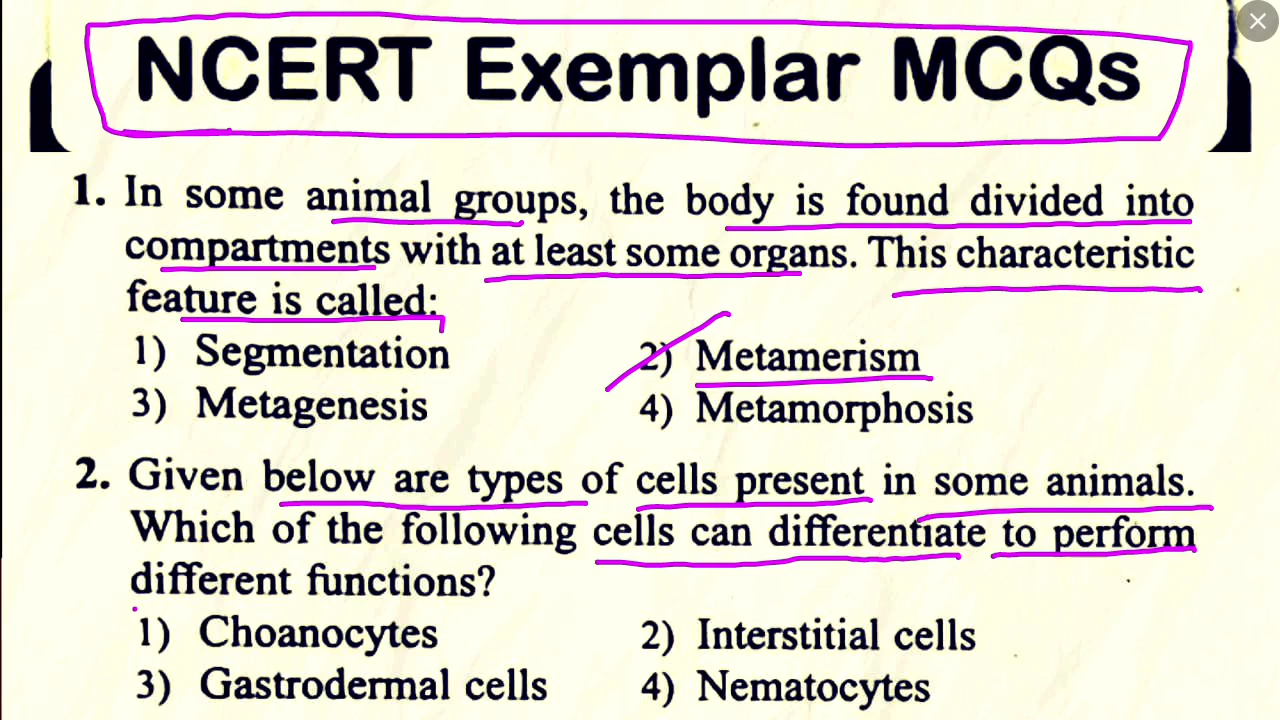 NCERT Exemplar MCQs
1. In some animal groups, the body is found divided into
compartments with at least some organs. This characteristic
feature is called:
1) Segmentation 2) Metamerism
3) Metagenesis 4) Metamorphosis
2. Given below are types of cells present in some animals.
Which of the following cells can differentiate to perform
different functions?
1) Choanocytes 2) Interstitial cells
3) Gastrodermal cells 4) Nematocytes